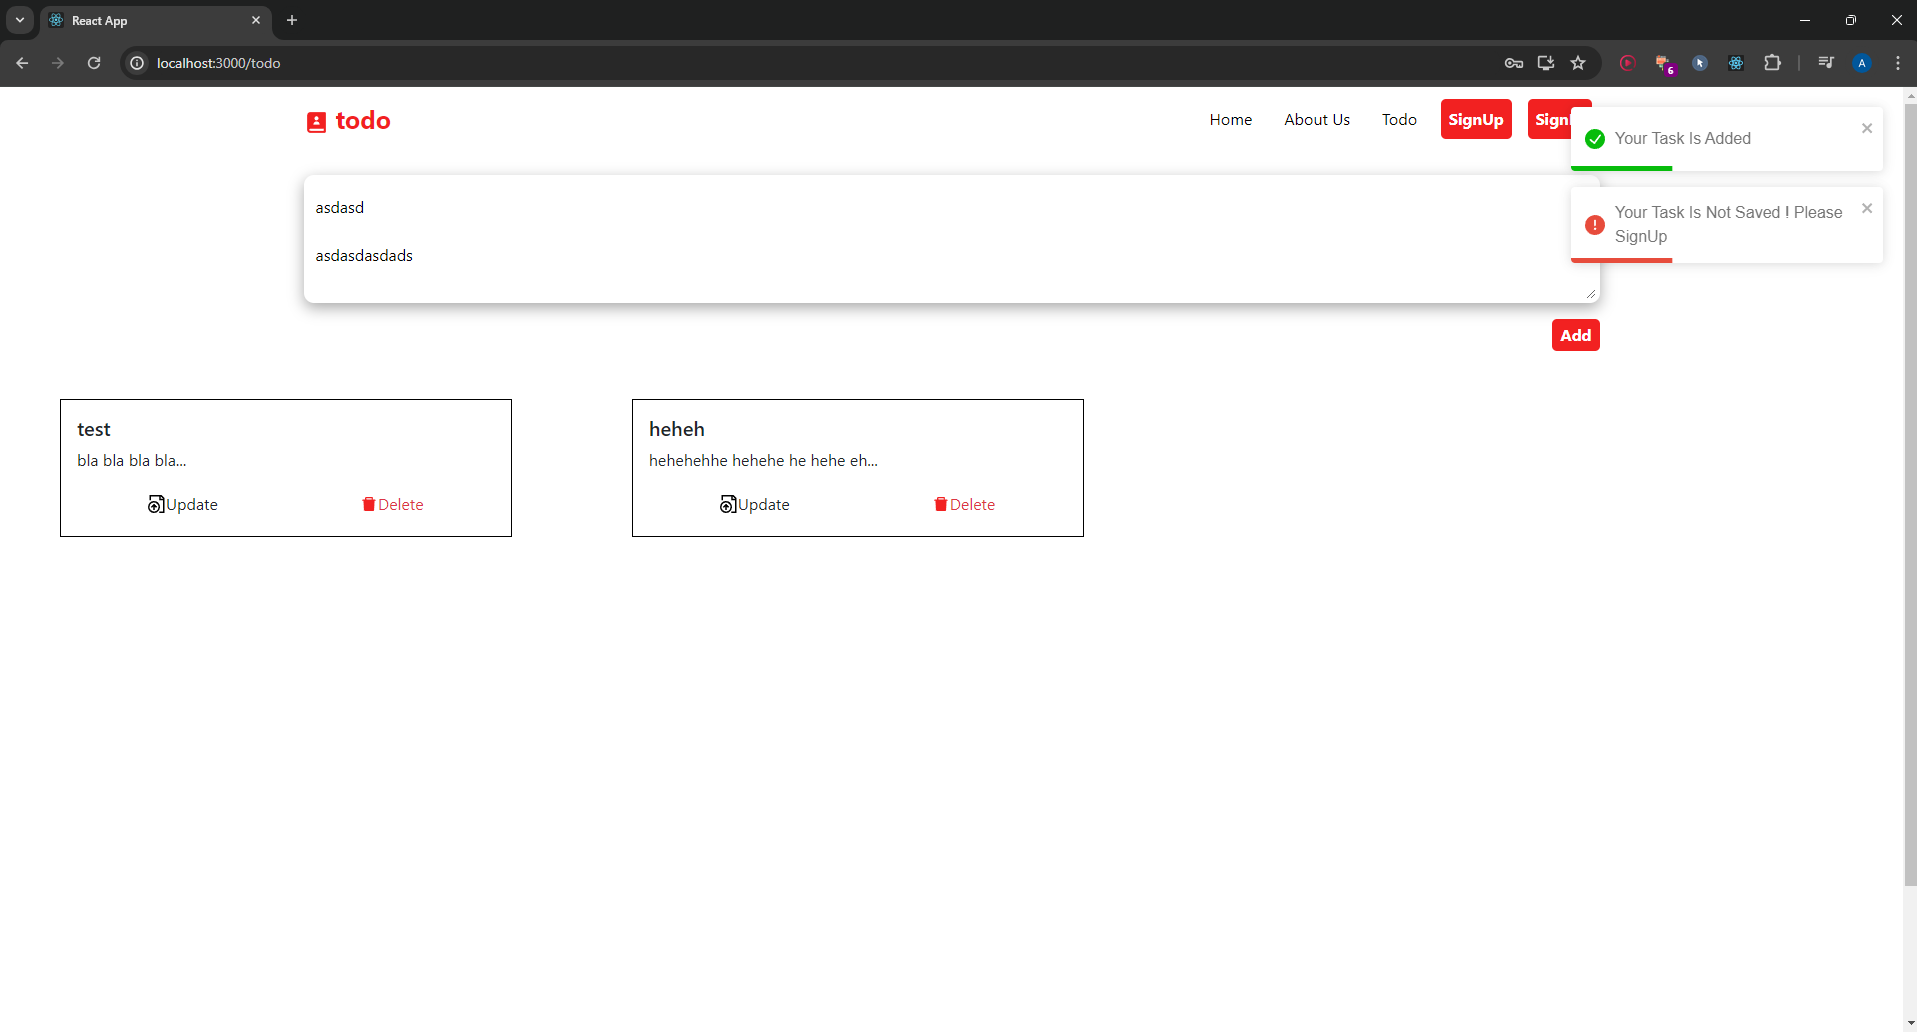 React App
localhost:3000/todo
6
A
todo
Home About Us Todo SignUp
Your Task Is Added
Your Task Is Not Saved ! Please
SignUp
asdasd
asdasdasdads
Add
test
bla bla bla bla...
Update Delete
heheh
hehehehhe hehehe he hehe eh...
Update Delete